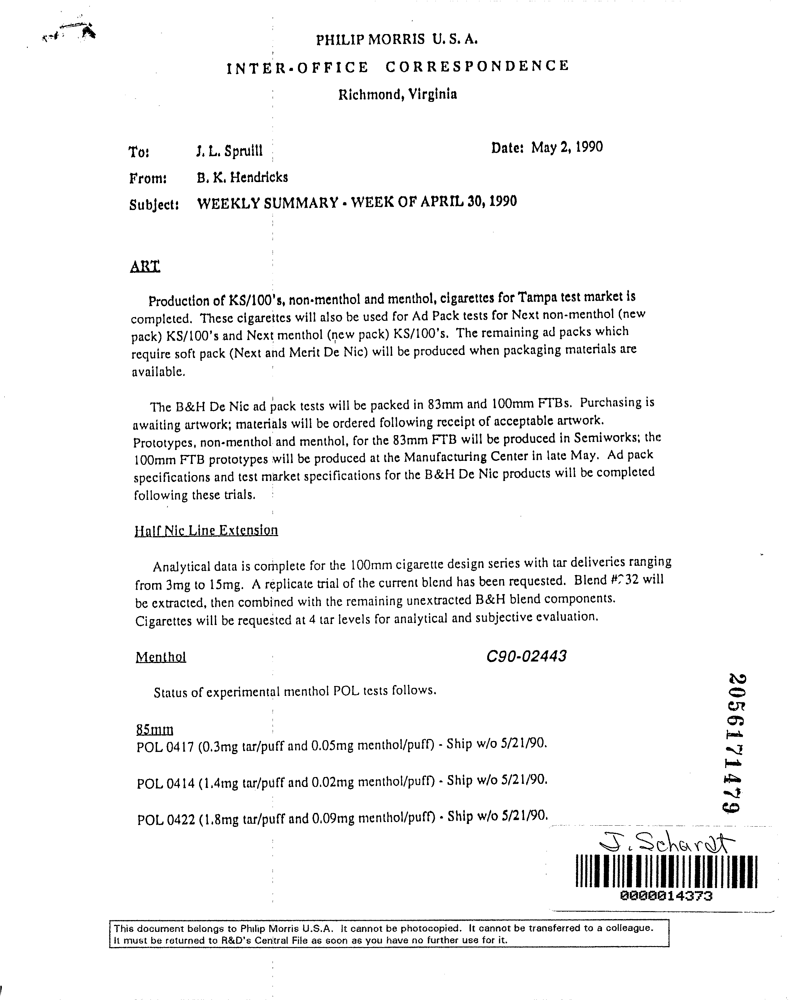 PHILIP MORRIS U. S. A.
INTER-OFFICE CORRESPONDENCE
Richmond, Virginia
To: J. L. Spruill Date: May 2, 1990
From: B. K. Hendricks
Subject: WEEKLY SUMMARY - WEEK OF APRIL 30, 1990
ART
Production of KS/100's, non-menthol and menthol, cigarettes for Tampa test market is
completed. These cigarettes will also be used for Ad Pack tests for Next non-menthol (new
pack) KS/100's and Next menthol (new pack) KS/100's. The remaining ad packs which
require soft pack (Next and Merit De Nic) will be produced when packaging materials are
available.
The B&H De Nic ad pack tests will be packed in 83mm and 100mm FTBs. Purchasing is
awaiting artwork; materials will be ordered following receipt of acceptable artwork.
Prototypes, non-menthol and menthol, for the 83mm FTB will be produced in Semiworks; the
100mm FTB prototypes will be produced at the Manufacturing Center in late May. Ad pack
specifications and test market specifications for the B&H De Nic products will be completed
following these trials.
Half Nic Line Extension
Analytical data is complete for the 100mm cigarette design series with tar deliveries ranging
from 3mg to 15mg. A replicate trial of the current blend has been requested. Blend will
be extracted, then combined with the remaining unextracted B&H blend components.
Cigarettes will be requested at 4 tar levels for analytical and subjective evaluation.
Menthol C90-02443
Status of experimental menthol POL tests follows.
85mm
POL 0417 (0.3mg tar/puff and 0.05mg menthol/puff) - Ship w/o 5/21/90.
POL 0414 (1.4mg tar/puff and 0.02mg menthol/puff) - Ship w/o 5/21/90.
POL 0422 (1.8mg tar/puff and 0.09mg menthol/puff) - Ship w/o 5/21/90.
2056171479
J. Schardt
0000014373
This document belongs to Philip Morris U.S.A. It cannot be photocopied. It cannot be transferred to a colleague.
It must be returned to R&D's Central File as soon as you have no further use for it.